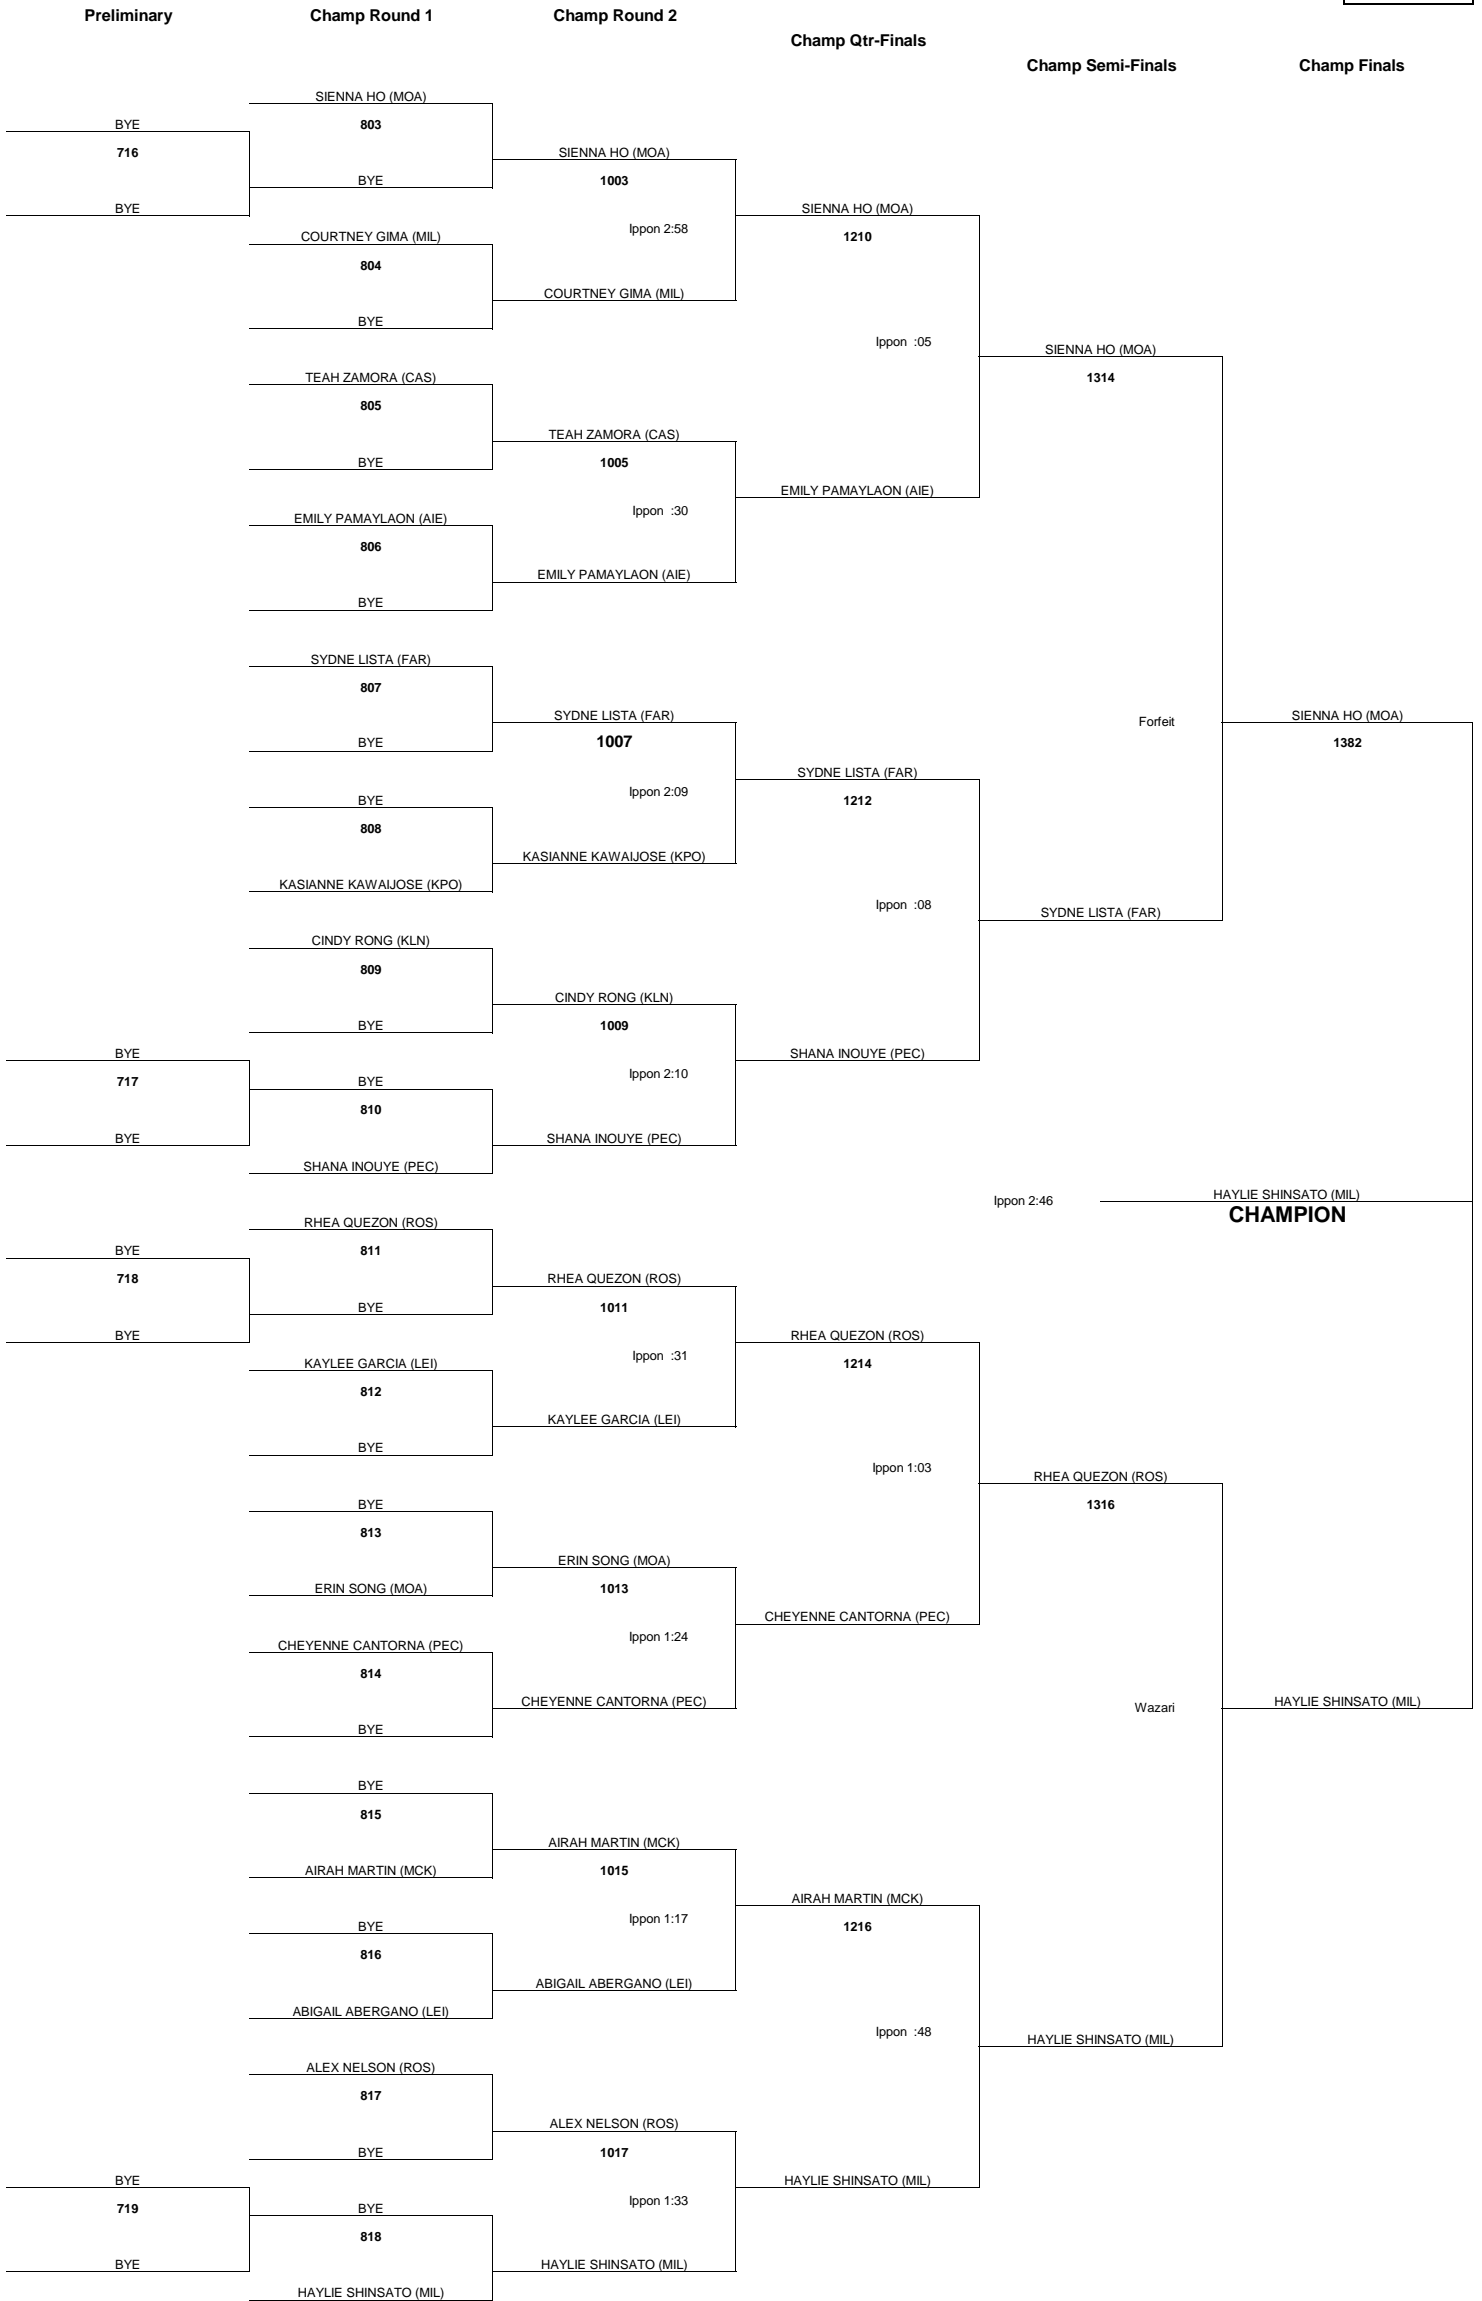 Preliminary
Champ Round 1
Champ Round 2
Champ Qtr-Finals
Champ Semi-Finals
Champ Finals
SIENNA HO (MOA)
BYE
803
716
SIENNA HO (MOA)
BYE
1003
BYE
SIENNA HO (MOA)
Ippon 2:58
COURTNEY GIMA (MIL)
1210
804
COURTNEY GIMA (MIL)
BYE
Ippon :05
SIENNA HO (MOA)
TEAH ZAMORA (CAS)
1314
805
TEAH ZAMORA (CAS)
BYE
1005
EMILY PAMAYLAON (AIE)
Ippon :30
EMILY PAMAYLAON (AIE)
806
EMILY PAMAYLAON (AIE)
BYE
SYDNE LISTA (FAR)
807
SYDNE LISTA (FAR)
Forfeit
SIENNA HO (MOA)
BYE
1007
1382
SYDNE LISTA (FAR)
Ippon 2:09
BYE
1212
808
KASIANNE KAWAIJOSE (KPO)
KASIANNE KAWAIJOSE (KPO)
Ippon :08
SYDNE LISTA (FAR)
CINDY RONG (KLN)
809
CINDY RONG (KLN)
BYE
1009
BYE
SHANA INOUYE (PEC)
Ippon 2:10
717
BYE
810
BYE
SHANA INOUYE (PEC)
SHANA INOUYE (PEC)
Ippon 2:46
HAYLIE SHINSATO (MIL)
CHAMPION
RHEA QUEZON (ROS)
BYE
811
718
RHEA QUEZON (ROS)
BYE
1011
BYE
RHEA QUEZON (ROS)
Ippon :31
KAYLEE GARCIA (LEI)
1214
812
KAYLEE GARCIA (LEI)
BYE
Ippon 1:03
RHEA QUEZON (ROS)
BYE
1316
813
ERIN SONG (MOA)
ERIN SONG (MOA)
1013
CHEYENNE CANTORNA (PEC)
Ippon 1:24
CHEYENNE CANTORNA (PEC)
814
CHEYENNE CANTORNA (PEC)
Wazari
HAYLIE SHINSATO (MIL)
BYE
BYE
815
AIRAH MARTIN (MCK)
AIRAH MARTIN (MCK)
1015
AIRAH MARTIN (MCK)
Ippon 1:17
BYE
1216
816
ABIGAIL ABERGANO (LEI)
ABIGAIL ABERGANO (LEI)
Ippon :48
HAYLIE SHINSATO (MIL)
ALEX NELSON (ROS)
817
ALEX NELSON (ROS)
BYE
1017
BYE
HAYLIE SHINSATO (MIL)
Ippon 1:33
719
BYE
818
BYE
HAYLIE SHINSATO (MIL)
HAYLIE SHINSATO (MIL)